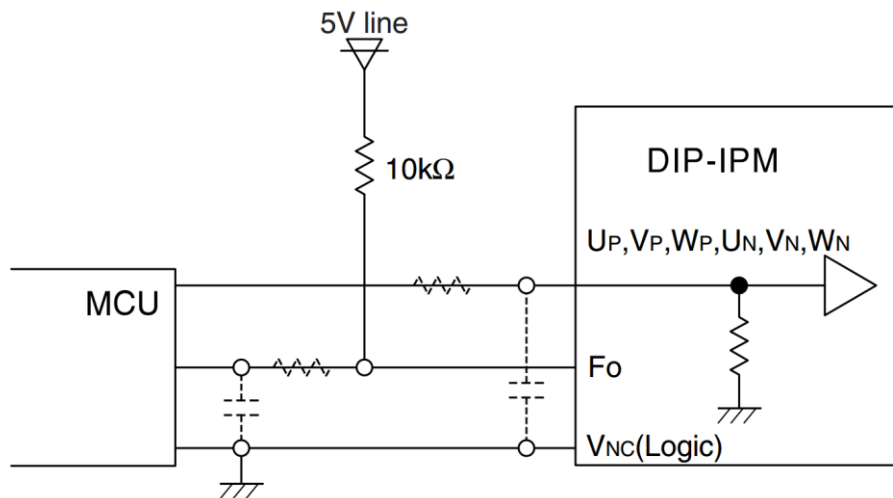 5V line
10kΩ
DIP-IPM
UP,VP,WP,UN,VN,WN
MCU
Fo
VNC(Logic)